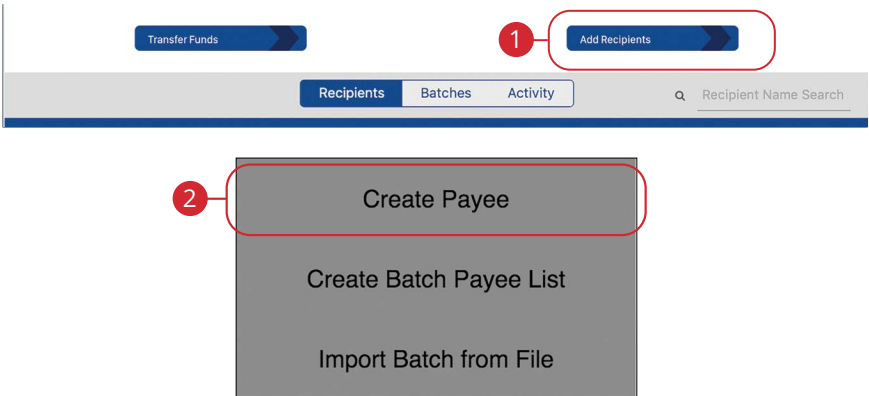 Transfer Funds
1
Add Recipients
Recipients
Batches
Activity
Recipient Name Search
2
Create Payee
Create Batch Payee List
Import Batch from File